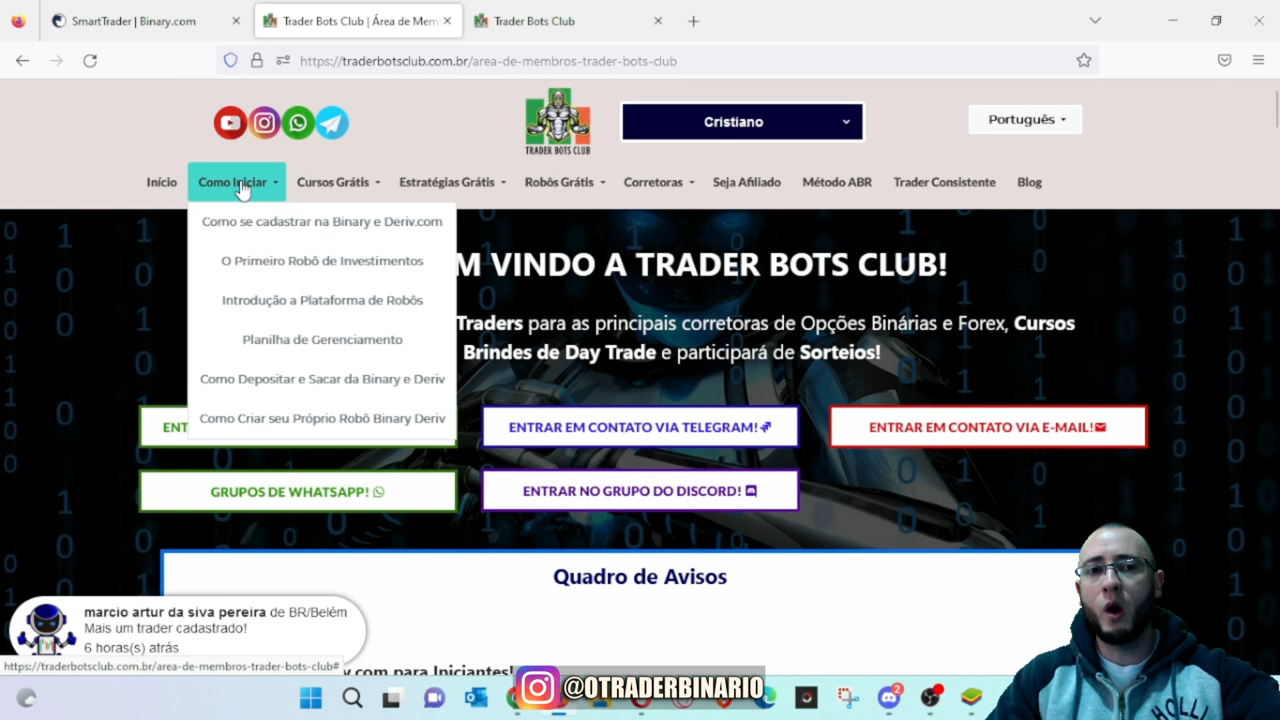 SmartTrader | Binary.com
Trader Bots Club | Área de Mem
Trader Bots Club
https://traderbotsclub.com.br/area-de-membros-trader-bots-club
TRADER BOTS CLUB
Cristiano
Português
Início
Como Iniciar
Cursos Grátis
Estratégias Grátis
Robôs Grátis
Corretoras
Seja Afiliado
Método ABR
Trader Consistente
Blog
Como se cadastrar na Binary e Deriv.com
O Primeiro Robô de Investimentos
Introdução a Plataforma de Robôs
Planilha de Gerenciamento
Como Depositar e Sacar da Binary e Deriv
Como Criar seu Próprio Robô Binary Deriv
M VINDO A TRADER BOTS CLUB!
Traders para as principais corretoras de Opções Binárias e Forex, Cursos
Brindes de Day Trade e participará de Sorteios!
ENT
ENTRAR EM CONTATO VIA TELEGRAM!
ENTRAR EM CONTATO VIA E-MAIL!
GRUPOS DE WHATSAPP!
ENTRAR NO GRUPO DO DISCORD!
Quadro de Avisos
marcio artur da siva pereira de BR/Belém
Mais um trader cadastrado!
6 horas(s) atrás
https://traderbotsclub.com.br/area-de-membros-trader-bots-club#
com para Iniciantes!
@OTRADERBINARIO
2
HOLLI